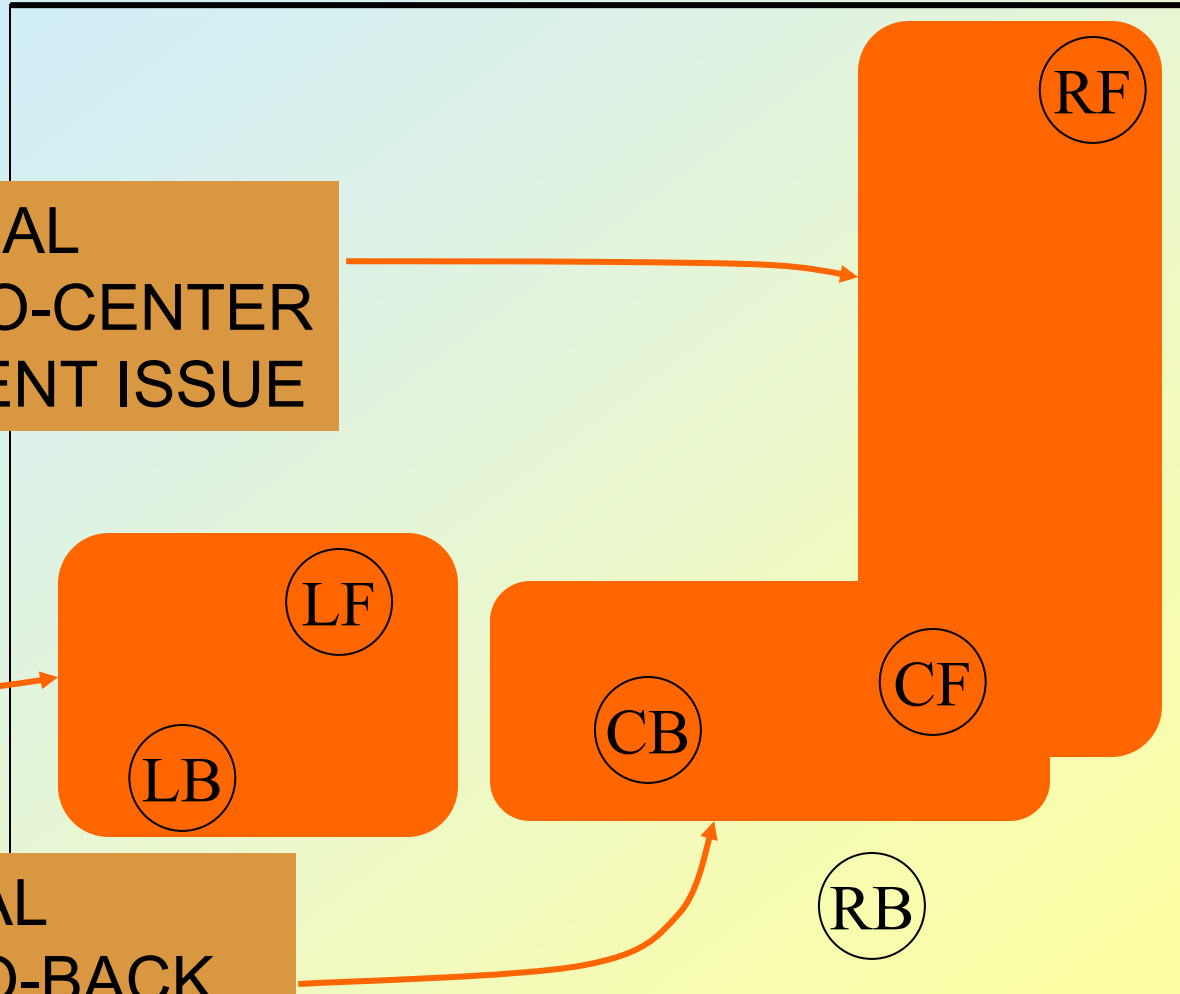 RF
AL
O-CENTER
ENT ISSUE
LF
CF
CB
LB
AL
O-BACK
RB